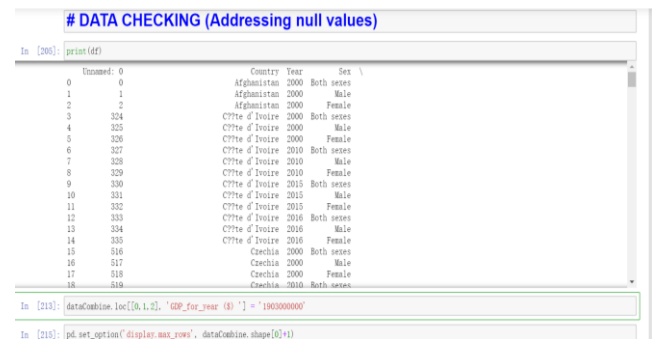 # DATA CHECKING (Addressing null values)
In [200]: print(df)
Unnamed: 0 Country Year Sex \
0 0 Afghanistan 2000 Both sexes
1 1 Afghanistan 2000 Male
2 2 Afghanistan 2000 Female
3 324 C??te d'Ivoire 2000 Both sexes
4 325 C??te d'Ivoire 2000 Male
5 326 C??te d'Ivoire 2000 Female
6 327 C??te d'Ivoire 2010 Both sexes
7 328 C??te d'Ivoire 2010 Male
8 329 C??te d'Ivoire 2010 Female
9 330 C??te d'Ivoire 2015 Both sexes
10 331 C??te d'Ivoire 2015 Male
11 332 C??te d'Ivoire 2015 Female
12 333 C??te d'Ivoire 2016 Both sexes
13 334 C??te d'Ivoire 2016 Male
14 335 C??te d'Ivoire 2016 Female
15 516 Czechia 2000 Both sexes
16 517 Czechia 2000 Male
17 518 Czechia 2000 Female
18 519 Czechia 2010 Both sexes
In [213]: dataCombine.loc[[0,1,2], 'GDP_for_year ($) '] = '1903000000'
In [215]: pd.set_option('display.max_rows', dataCombine.shape[0]+1)